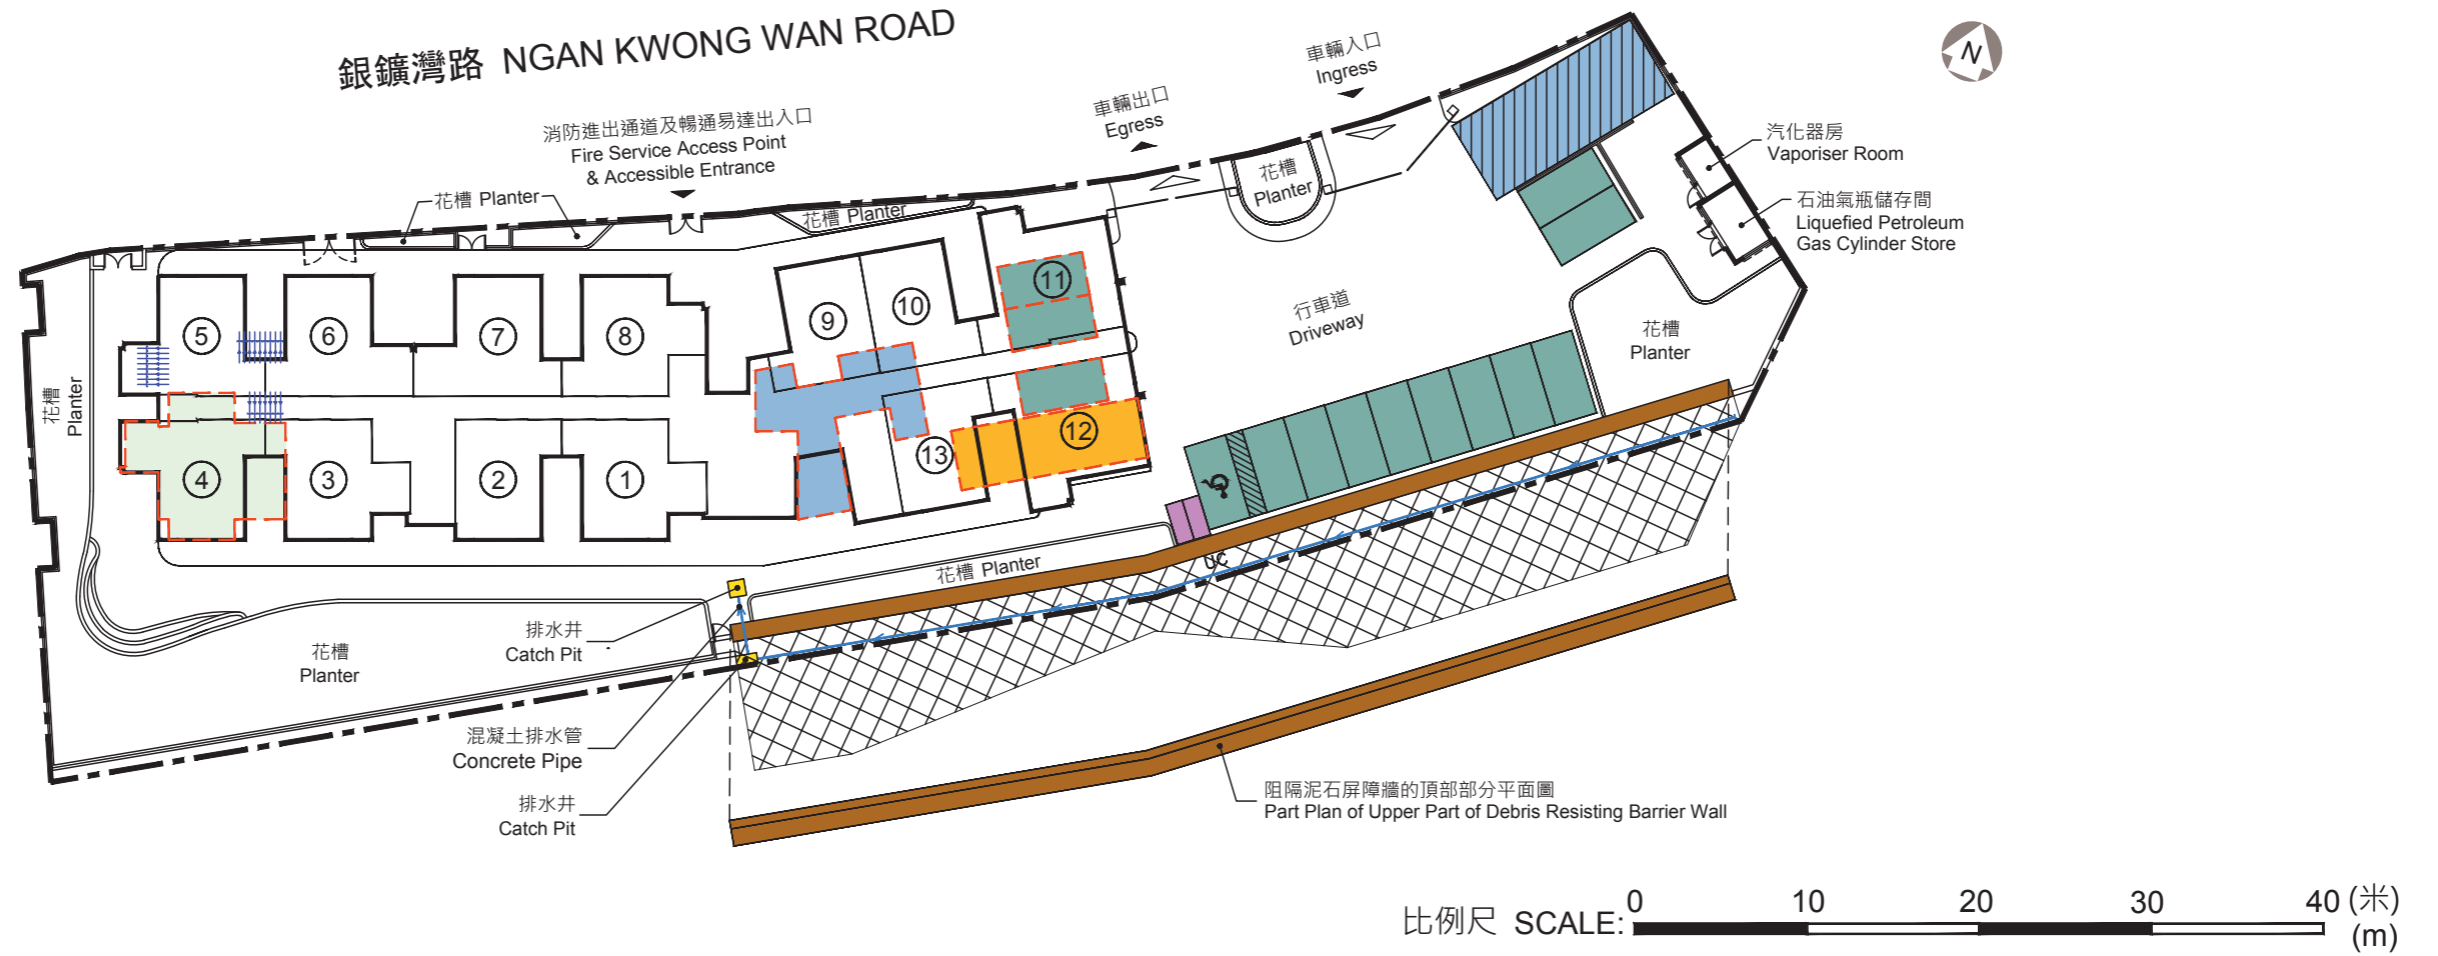 銀鑛灣路 NGAN KWONG WAN ROAD
N
車輛入口
Ingress
車輛出口
Egress
消防進出通道及暢通易達出入口
Fire Service Access Point
& Accessible Entrance
花槽 Planter
花槽 Planter
花槽
Planter
汽化器房
Vaporiser Room
石油氣瓶儲存間
Liquefied Petroleum
Gas Cylinder Store
行車道
Driveway
花槽
Planter
花槽
Planter
5
6
7
8
9
10
11
4
3
2
1
13
12
UC
花槽 Planter
花槽
Planter
排水井
Catch Pit
混凝土排水管
Concrete Pipe
排水井
Catch Pit
阻隔泥石屏障牆的頂部部分平面圖
Part Plan of Upper Part of Debris Resisting Barrier Wall
比例尺 SCALE:
0 10 20 30 40 (米)
(m)